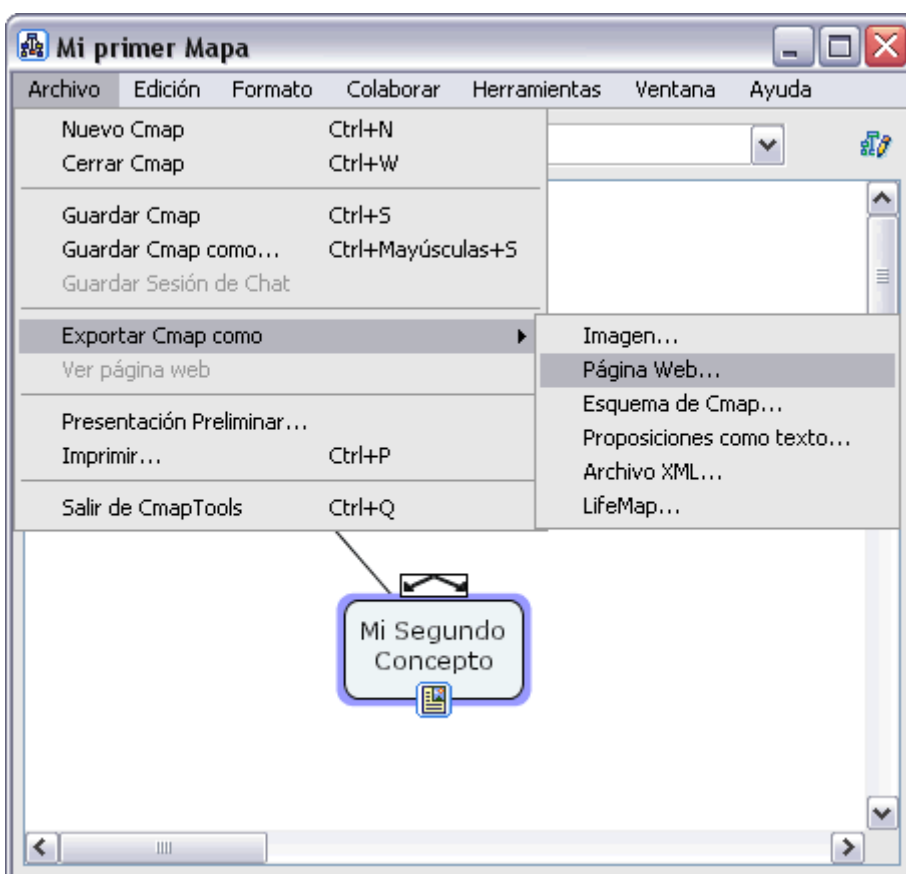 Mi primer Mapa
Archivo Edición Formato Colaborar Herramientas Ventana Ayuda
Nuevo Cmap Ctrl+N
Cerrar Cmap Ctrl+W
Guardar Cmap Ctrl+S
Guardar Cmap como... Ctrl+Mayúsculas+S
Guardar Sesión de Chat
Exportar Cmap como
Ver página web
Presentación Preliminar...
Imprimir... Ctrl+P
Salir de CmapTools Ctrl+Q
Imagen...
Página Web...
Esquema de Cmap...
Proposiciones como texto...
Archivo XML...
LifeMap...
Mi Segundo
Concepto